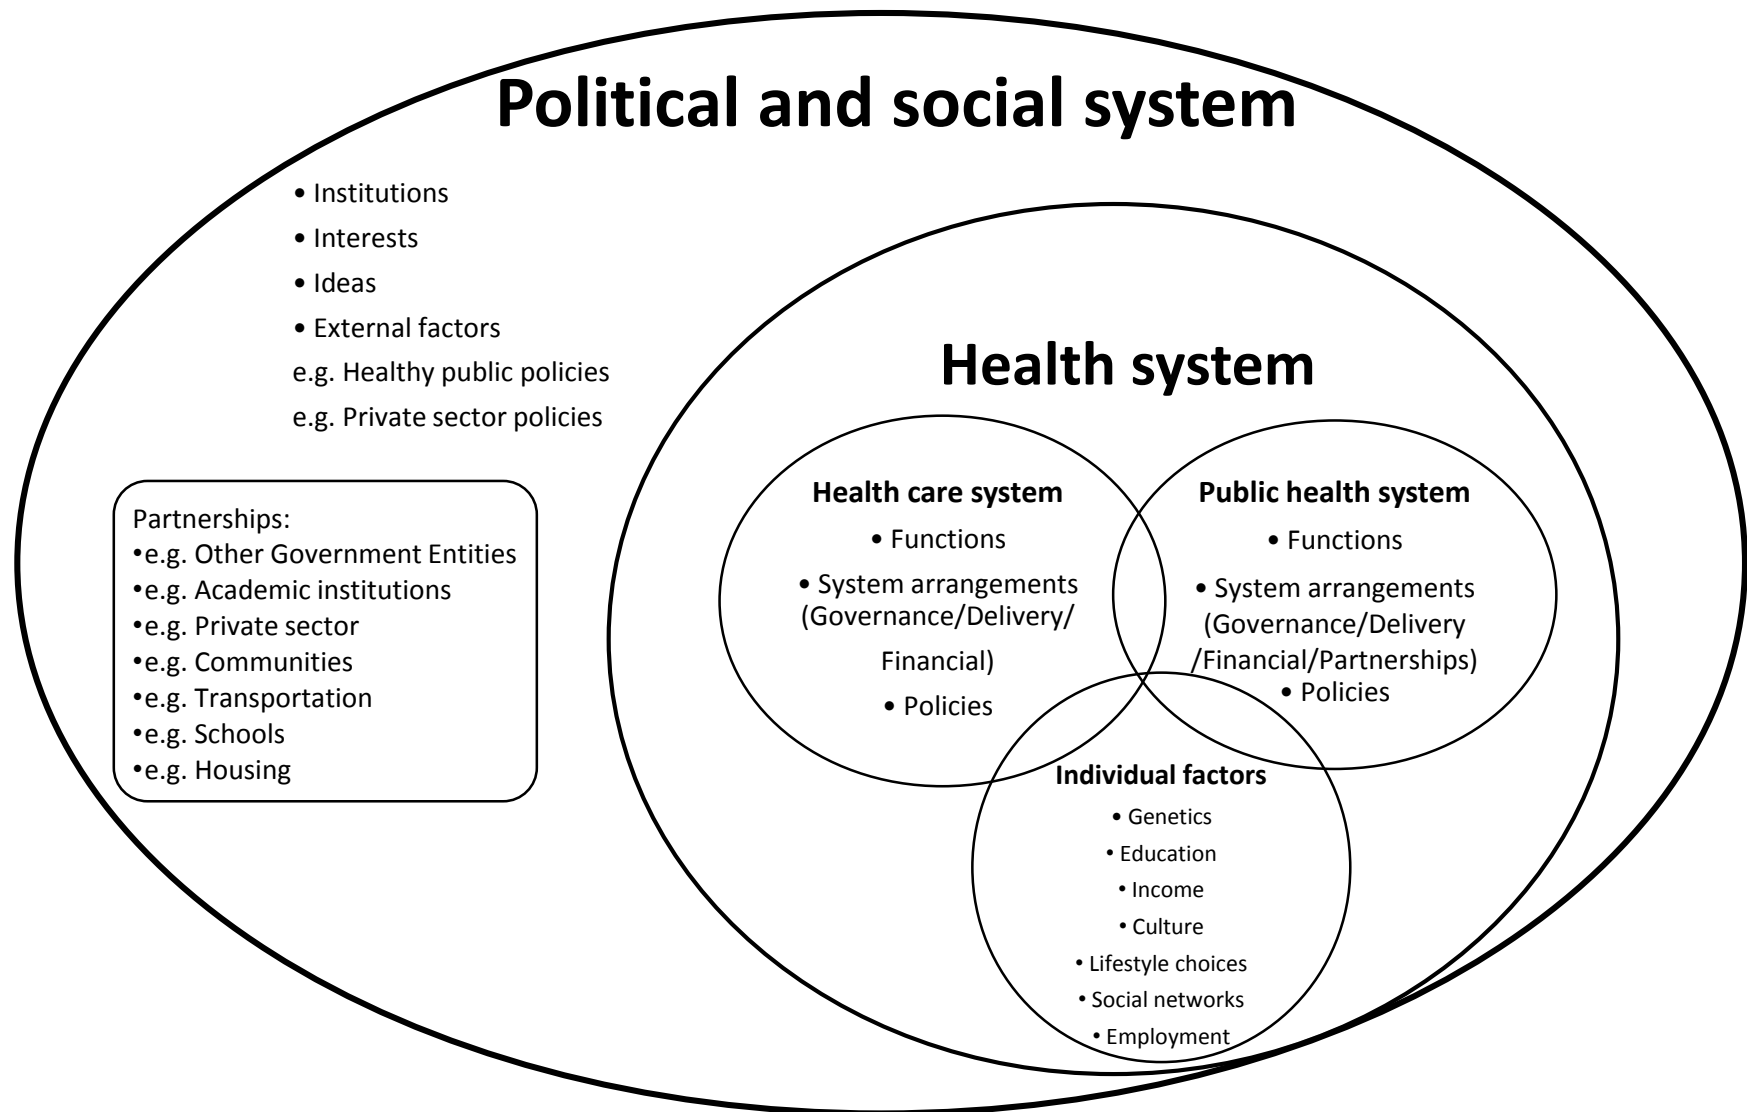 Political and social system
• Institutions
• Interests
• Ideas
• External factors
e.g. Healthy public policies
e.g. Private sector policies
Partnerships:
•e.g. Other Government Entities
•e.g. Academic institutions
•e.g. Private sector
•e.g. Communities
•e.g. Transportation
•e.g. Schools
•e.g. Housing
Health system
Health care system
• Functions
• System arrangements
(Governance/Delivery/
Financial)
• Policies
Public health system
• Functions
• System arrangements
(Governance/Delivery
/Financial/Partnerships)
• Policies
Individual factors
• Genetics
• Education
• Income
• Culture
• Lifestyle choices
• Social networks
• Employment